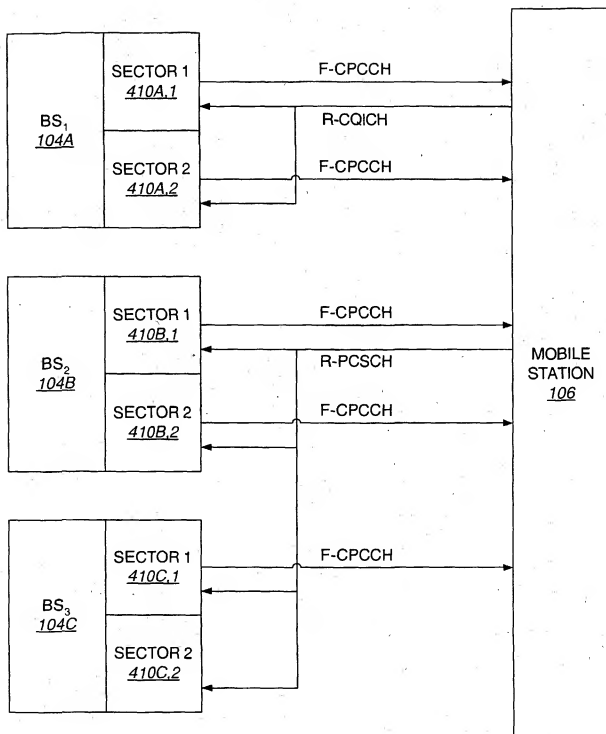 SECTOR 1
410A,1
F-CPCCH
BS1
104A
R-CQICH
SECTOR 2
410A,2
F-CPCCH
SECTOR 1
410B,1
F-CPCCH
BS2
104B
R-PCSCH
SECTOR 2
410B,2
F-CPCCH
MOBILE
STATION
106
SECTOR 1
410C,1
F-CPCCH
BS3
104C
SECTOR 2
410C,2